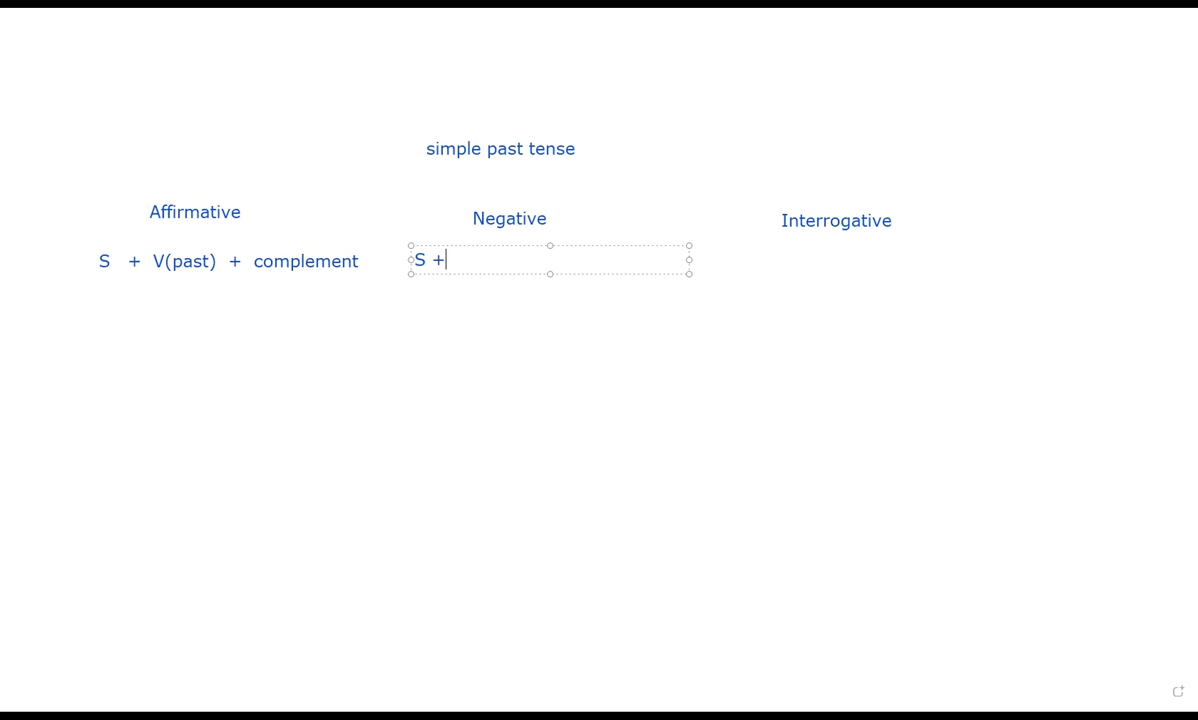 simple past tense
Affirmative
Negative
Interrogative
S + V(past) + complement
S +